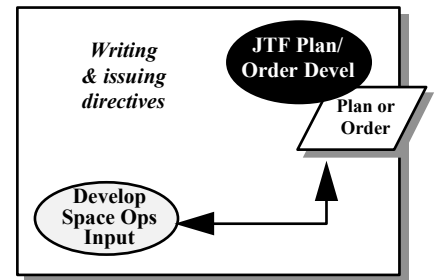 Writing
& issuing
directives
JTF Plan/
Order Devel
Plan or
Order
Develop
Space Ops
Input